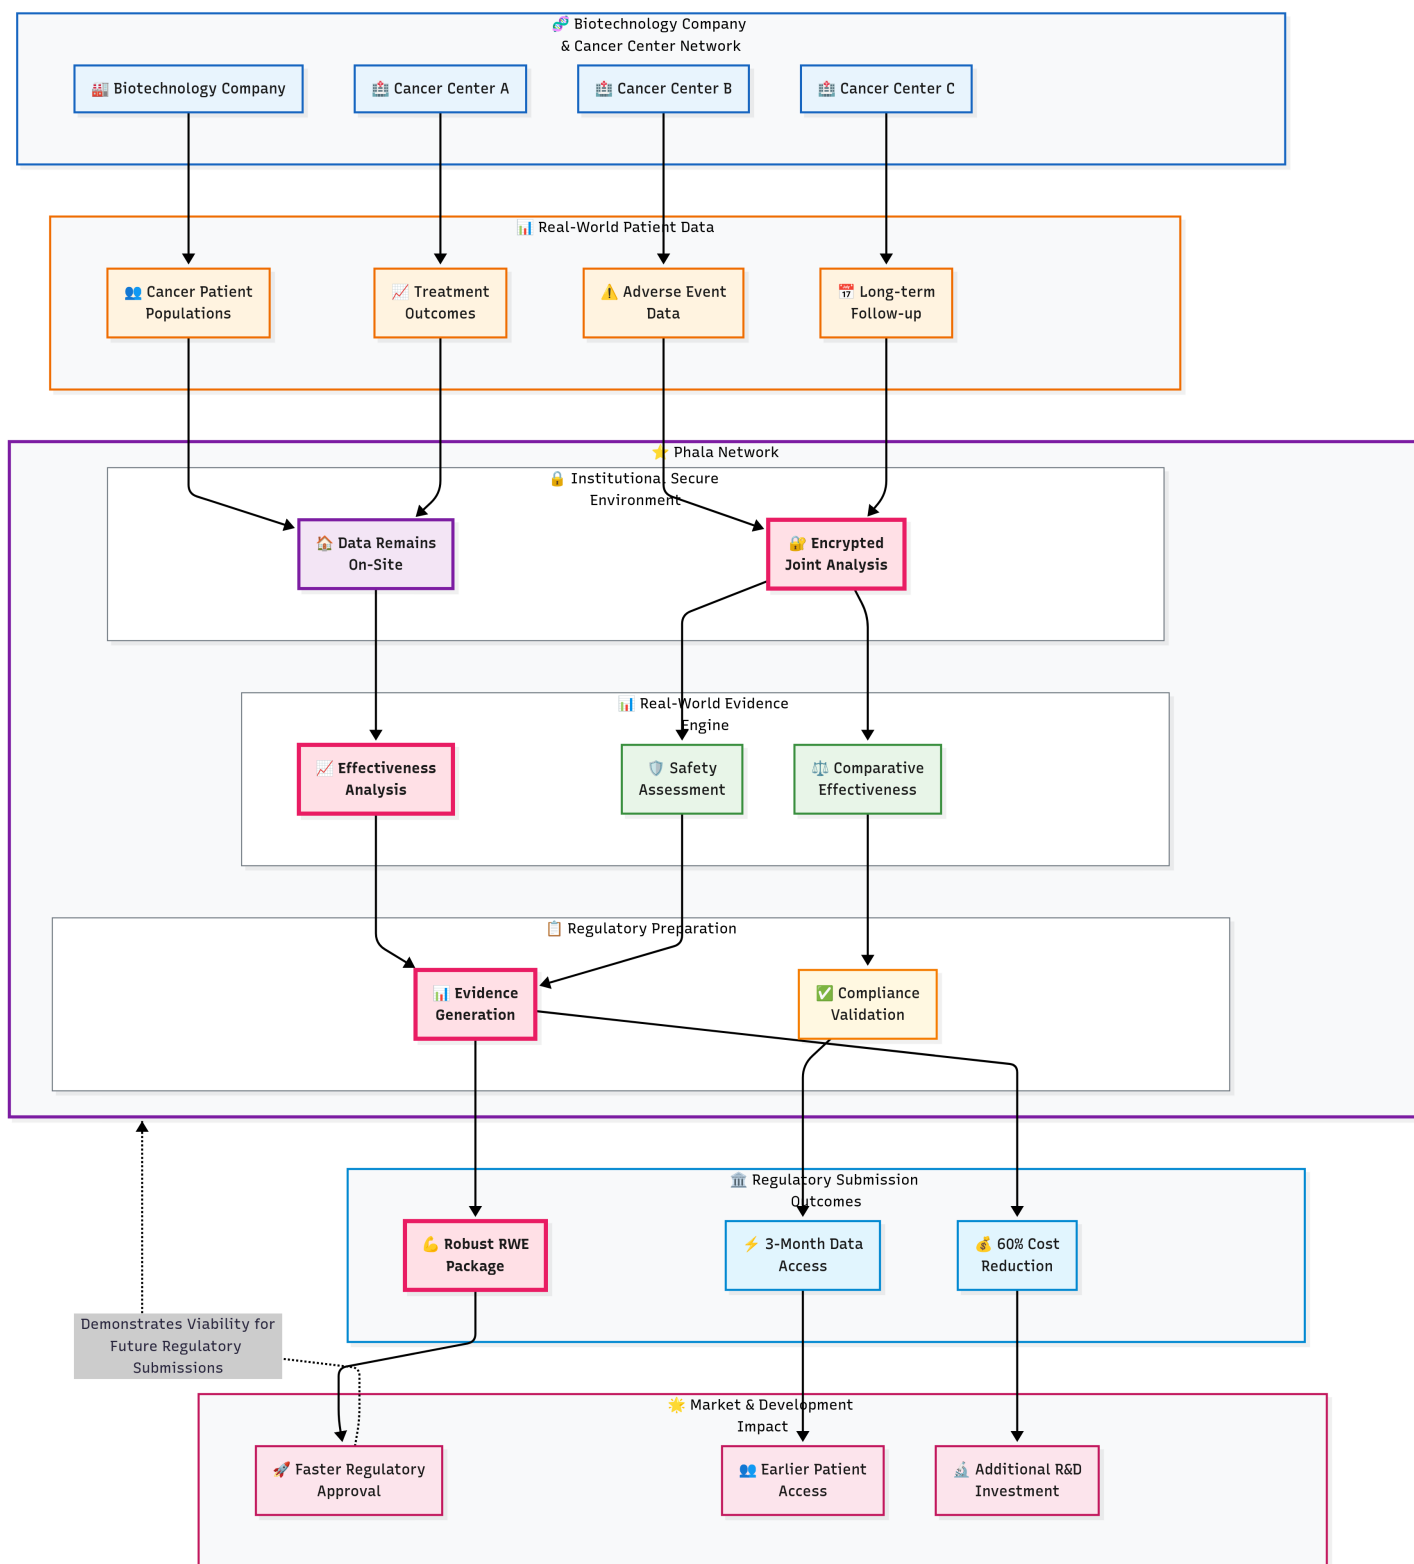 🧬 Biotechnology Company
& Cancer Center Network
🏭 Biotechnology Company
🏥 Cancer Center A
🏥 Cancer Center B
🏥 Cancer Center C
📊 Real-World Patient Data
👥 Cancer Patient
Populations
📈 Treatment
Outcomes
⚠️ Adverse Event
Data
📅 Long-term
Follow-up
⭐ Phala Network
🔒 Institutional Secure
Environment
🏠 Data Remains
On-Site
🔐 Encrypted
Joint Analysis
📊 Real-World Evidence
Engine
📈 Effectiveness
Analysis
🛡️ Safety
Assessment
⚖️ Comparative
Effectiveness
📋 Regulatory Preparation
📊 Evidence
Generation
✅ Compliance
Validation
🏛️ Regulatory Submission
Outcomes
💪 Robust RWE
Package
⚡ 3-Month Data
Access
💰 60% Cost
Reduction
Demonstrates Viability for
Future Regulatory
Submissions
🌟 Market & Development
Impact
🚀 Faster Regulatory
Approval
👥 Earlier Patient
Access
🔬 Additional R&D
Investment